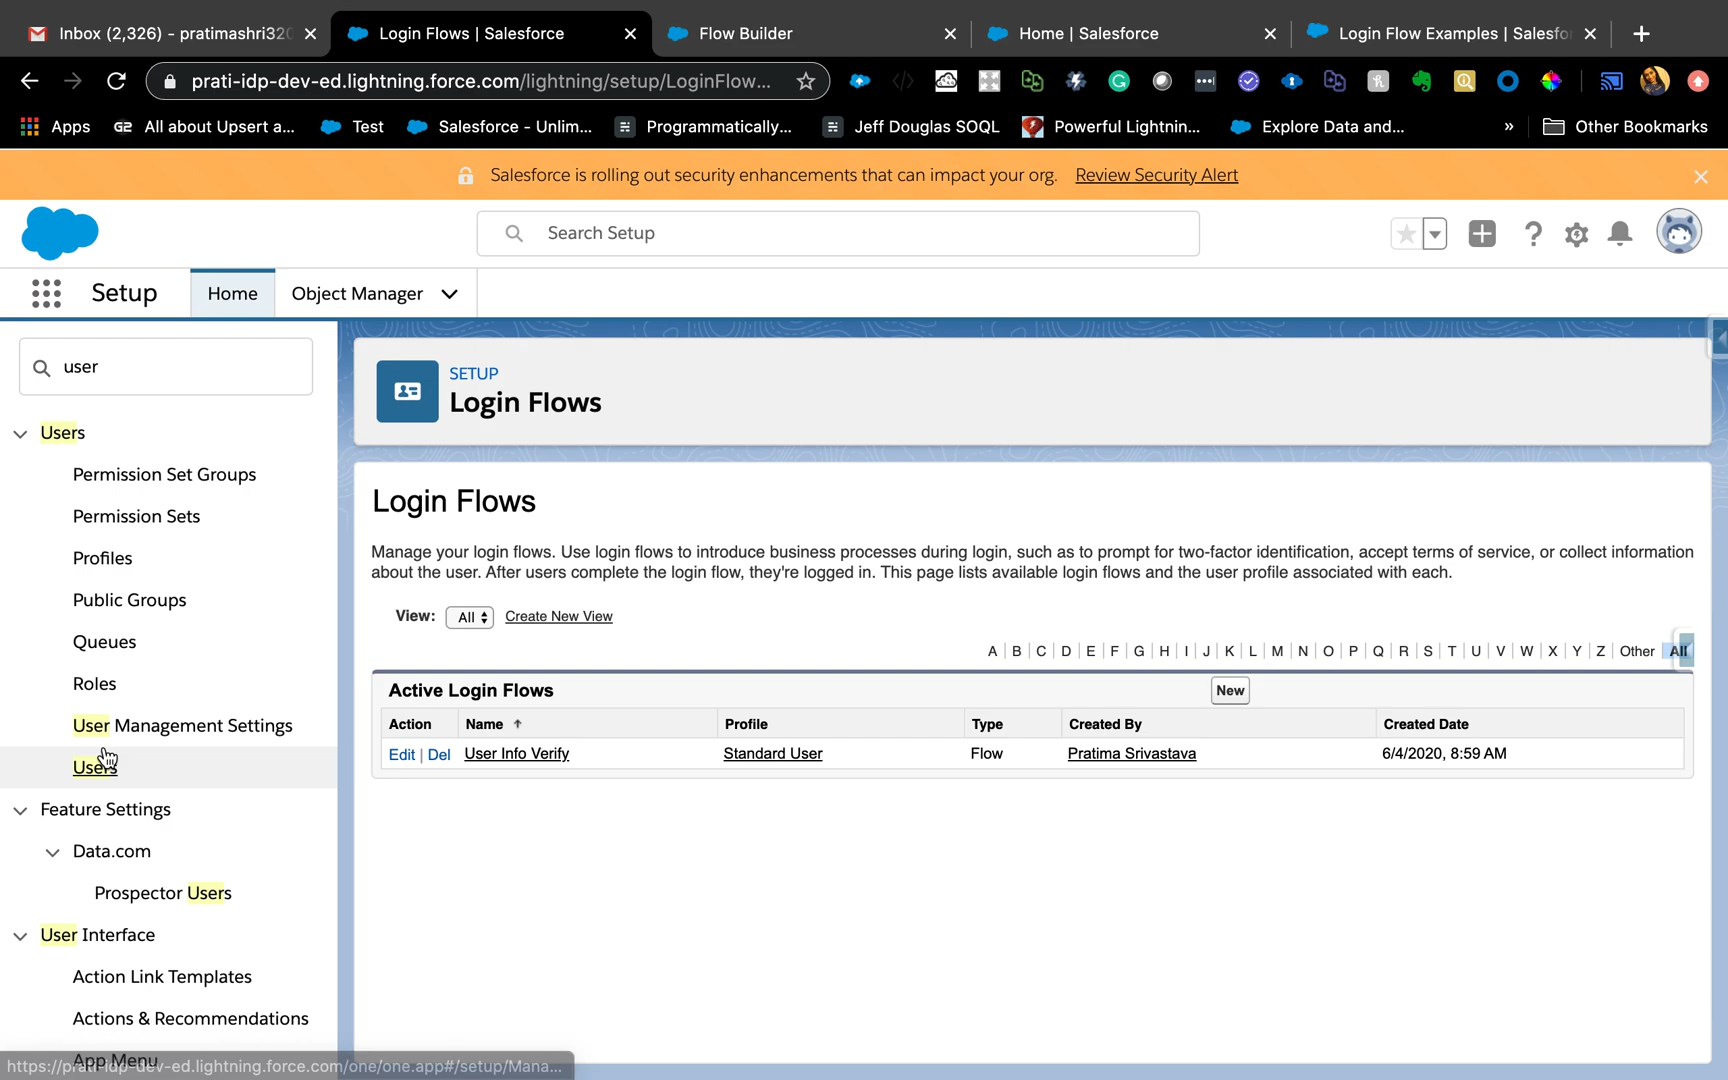 Inbox (2,326) - pratimashri320
Login Flows | Salesforce
Flow Builder
Home | Salesforce
Login Flow Examples | Salesfo
prati-idp-dev-ed.lightning.force.com/lightning/setup/LoginFlow...
Apps
G2 All about Upsert a...
Test
Salesforce - Unlim...
Programmatically...
Jeff Douglas SOQL
Powerful Lightnin...
Explore Data and...
»
Other Bookmarks
Salesforce is rolling out security enhancements that can impact your org. Review Security Alert
Search Setup
Setup
Home
Object Manager
user
Users
Permission Set Groups
Permission Sets
Profiles
Public Groups
Queues
Roles
User Management Settings
Users
Feature Settings
Data.com
Prospector Users
User Interface
Action Link Templates
Actions & Recommendations
App Menu
https://prati-idp-dev-ed.lightning.force.com/one/one.app#/setup/Mana...
SETUP
Login Flows
Login Flows
Manage your login flows. Use login flows to introduce business processes during login, such as to prompt for two-factor identification, accept terms of service, or collect information
about the user. After users complete the login flow, they're logged in. This page lists available login flows and the user profile associated with each.
View: All Create New View
A | B | C | D | E | F | G | H | I | J | K | L | M | N | O | P | Q | R | S | T | U | V | W | X | Y | Z | Other | All
Active Login Flows
New
Action Name Profile Type Created By Created Date
Edit | Del User Info Verify Standard User Flow Pratima Srivastava 6/4/2020, 8:59 AM